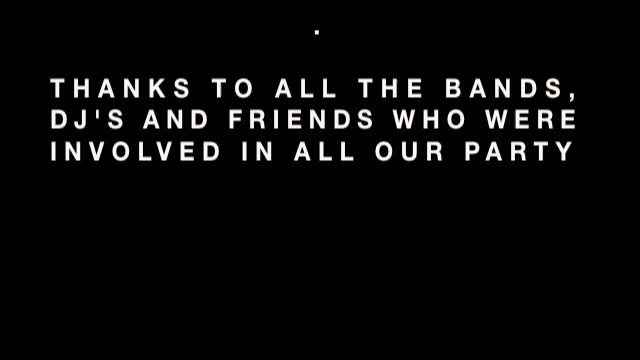 .
THANKS TO ALL THE BANDS,
DJ'S AND FRIENDS WHO WERE
INVOLVED IN ALL OUR PARTY